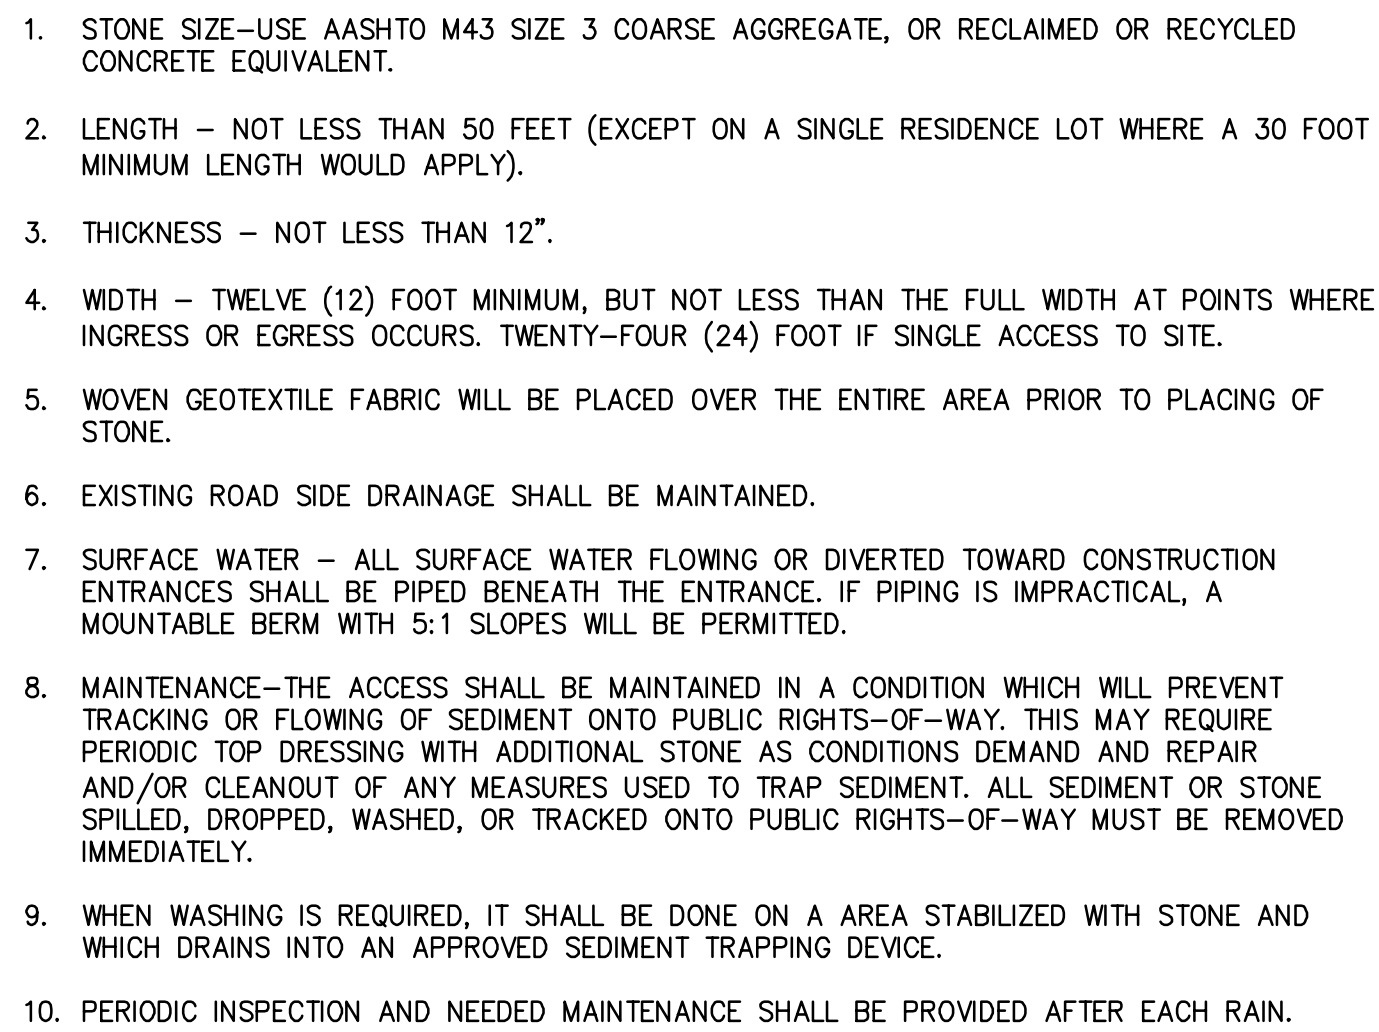 1. STONE SIZE–USE AASHTO M43 SIZE 3 COARSE AGGREGATE, OR RECLAIMED OR RECYCLED
CONCRETE EQUIVALENT.
2. LENGTH – NOT LESS THAN 50 FEET (EXCEPT ON A SINGLE RESIDENCE LOT WHERE A 30 FOOT
MINIMUM LENGTH WOULD APPLY).
3. THICKNESS – NOT LESS THAN 12”.
4. WIDTH – TWELVE (12) FOOT MINIMUM, BUT NOT LESS THAN THE FULL WIDTH AT POINTS WHERE
INGRESS OR EGRESS OCCURS. TWENTY–FOUR (24) FOOT IF SINGLE ACCESS TO SITE.
5. WOVEN GEOTEXTILE FABRIC WILL BE PLACED OVER THE ENTIRE AREA PRIOR TO PLACING OF
STONE.
6. EXISTING ROAD SIDE DRAINAGE SHALL BE MAINTAINED.
7. SURFACE WATER – ALL SURFACE WATER FLOWING OR DIVERTED TOWARD CONSTRUCTION
ENTRANCES SHALL BE PIPED BENEATH THE ENTRANCE. IF PIPING IS IMPRACTICAL, A
MOUNTABLE BERM WITH 5:1 SLOPES WILL BE PERMITTED.
8. MAINTENANCE–THE ACCESS SHALL BE MAINTAINED IN A CONDITION WHICH WILL PREVENT
TRACKING OR FLOWING OF SEDIMENT ONTO PUBLIC RIGHTS–OF–WAY. THIS MAY REQUIRE
PERIODIC TOP DRESSING WITH ADDITIONAL STONE AS CONDITIONS DEMAND AND REPAIR
AND/OR CLEANOUT OF ANY MEASURES USED TO TRAP SEDIMENT. ALL SEDIMENT OR STONE
SPILLED, DROPPED, WASHED, OR TRACKED ONTO PUBLIC RIGHTS–OF–WAY MUST BE REMOVED
IMMEDIATELY.
9. WHEN WASHING IS REQUIRED, IT SHALL BE DONE ON A AREA STABILIZED WITH STONE AND
WHICH DRAINS INTO AN APPROVED SEDIMENT TRAPPING DEVICE.
10. PERIODIC INSPECTION AND NEEDED MAINTENANCE SHALL BE PROVIDED AFTER EACH RAIN.